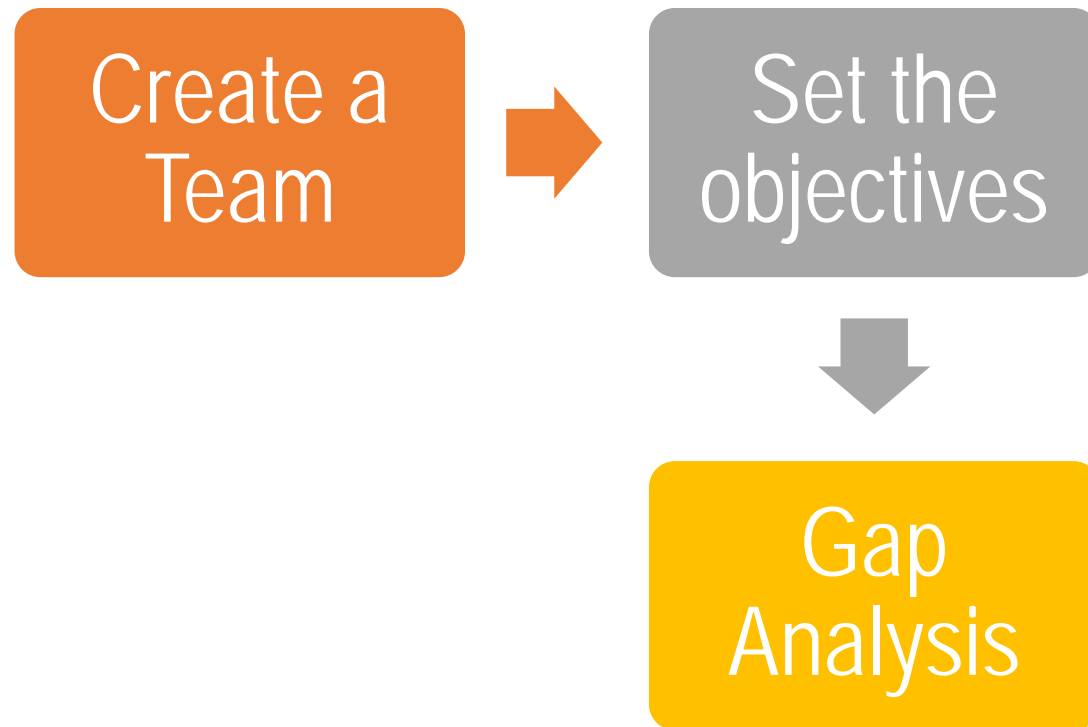 Create a
Team
Set the
objectives
Gap
Analysis